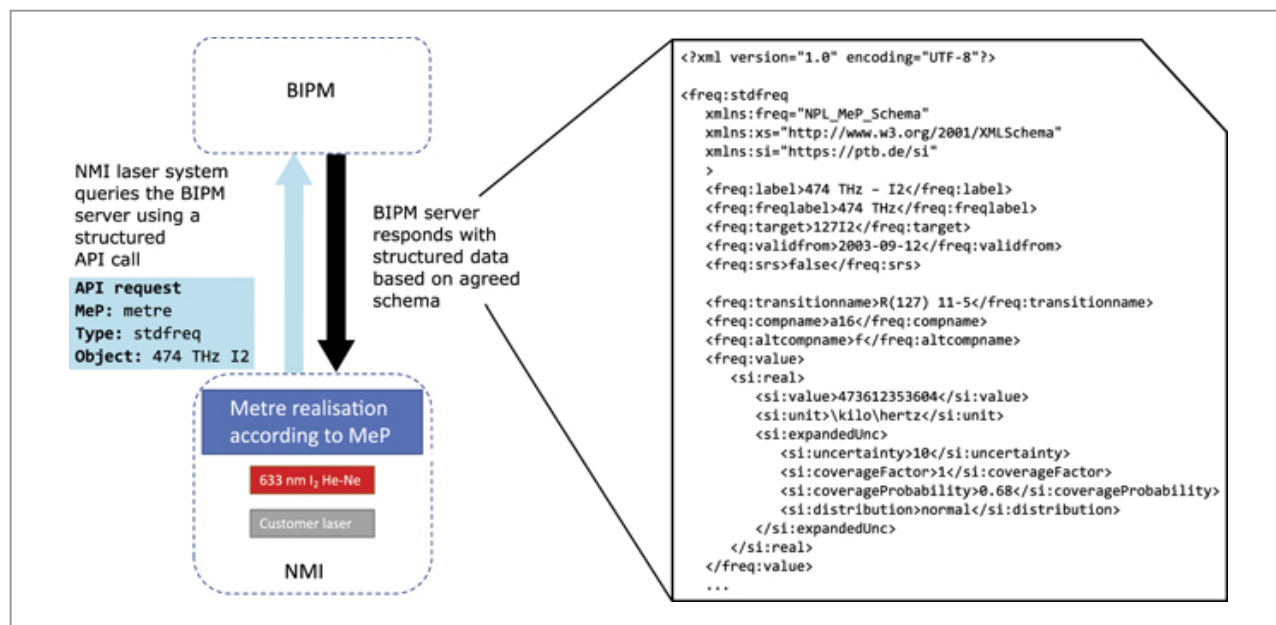 BIPM
NMI laser system
queries the BIPM
server using a
structured
API call
API request
MeP: metre
Type: stdfreq
Object: 474 THz I2
BIPM server
responds with
structured data
based on agreed
schema
Metre realisation
according to MeP
633 nm I₂ He-Ne
Customer laser
NMI
<?xml version="1.0" encoding="UTF-8"?>
<freq:stdfreq
xmlns:freq="NPL_MeP_Schema"
xmlns:xs="http://www.w3.org/2001/XMLSchema"
xmlns:si="https://ptb.de/si"
>
<freq:label>474 THz – I2</freq:label>
<freq:freqlabel>474 THz</freq:freqlabel>
<freq:target>127I2</freq:target>
<freq:validfrom>2003-09-12</freq:validfrom>
<freq:srs>false</freq:srs>
<freq:transitionname>R(127) 11-5</freq:transitionname>
<freq:compname>a16</freq:compname>
<freq:altcompname>f</freq:altcompname>
<freq:value>
<si:real>
<si:value>473612353604</si:value>
<si:unit>\kilo\hertz</si:unit>
<si:expandedUnc>
<si:uncertainty>10</si:uncertainty>
<si:coverageFactor>1</si:coverageFactor>
<si:coverageProbability>0.68</si:coverageProbability>
<si:distribution>normal</si:distribution>
</si:expandedUnc>
</si:real>
</freq:value>
...